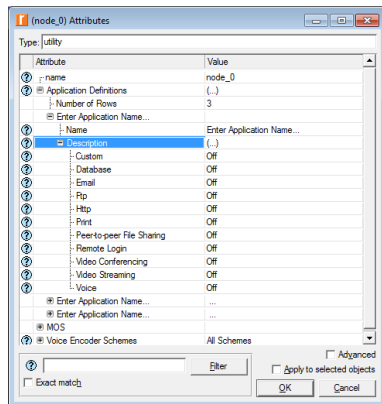 (node_0) Attributes
Type: utility
Attribute Value
name node_0
Application Definitions (...)
Number of Rows 3
Enter Application Name...
Name Enter Application Name...
Description (...)
Custom Off
Database Off
Email Off
Ftp Off
Http Off
Print Off
Peer-to-peer File Sharing Off
Remote Login Off
Video Conferencing Off
Video Streaming Off
Voice Off
Enter Application Name... ...
Enter Application Name... ...
MOS
Voice Encoder Schemes All Schemes
Advanced
Filter
Apply to selected objects
Exact match
OK Cancel